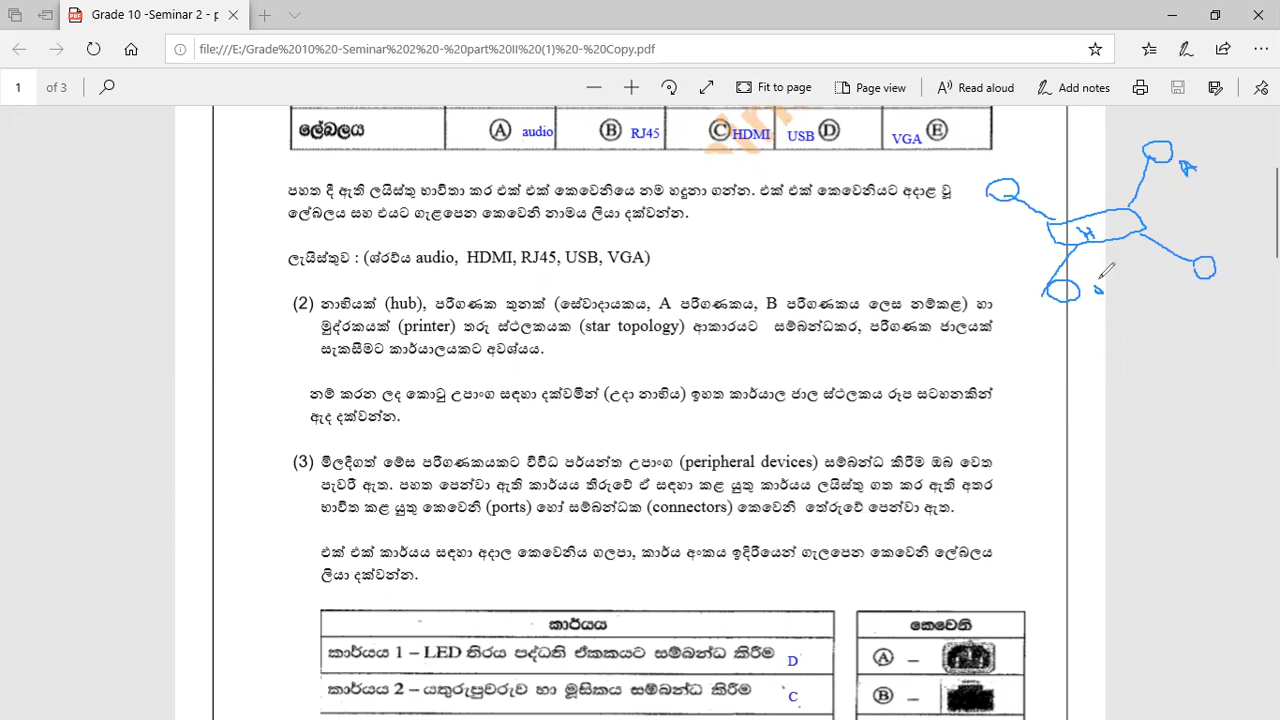 Grade 10 -Seminar 2 - p
file:///E:/Grade%2010%20-Seminar%202%20-%20part%20II%20(1)%20-%20Copy.pdf
1 of 3
Fit to page
Page view
Read aloud
Add notes
ලේබලය A audio B RJ45 C HDMI USB D VGA E
පහත දී ඇති ලයිස්තු භාවිතා කර එක් එක් කෙවෙනියෙ නම හදුනා ගන්න. එක් එක් කෙවෙනියට අදාළ වූ
ලේබලය සහ එයට ගැළපෙන කෙවෙනි නාමය ලියා දක්වන්න.
ලැයිස්තුව : (ශ්රව්ය audio, HDMI, RJ45, USB, VGA)
(2) නාභියක් (hub), පරිගණක තුනක් (සේවාදායකය, A පරිගණකය, B පරිගණකය ලෙස නම්කළ) හා
මුද්රකයක් (printer) තරු ස්ථලකයක (star topology) ආකාරයට සම්බන්ධකර, පරිගණක ජාලයක්
සැකසීමට කාර්යාලයකට අවශ්යය.
නම් කරන ලද කොටු උපාංග සඳහා දක්වමින් (උදා නාභිය) ඉහත කාර්යාල ජාල ස්ථලකය රූප සටහනකින්
ඇද දක්වන්න.
(3) මිලදීගත් මේස පරිගණකයකට විවිධ පර්යන්ත උපාංග (peripheral devices) සම්බන්ධ කිරීම ඔබ වෙත
පැවරී ඇත. පහත පෙන්වා ඇති කාර්යය තීරුවේ ඒ සඳහා කළ යුතු කාර්යය ලයිස්තු ගත කර ඇති අතර
භාවිත කළ යුතු කෙවෙනි (ports) හෝ සම්බන්ධක (connectors) කෙවෙනි තේරුවේ පෙන්වා ඇත.
එක් එක් කාර්යය සඳහා අදාල කෙවෙනිය ගලපා, කාර්ය අංකය ඉදිරියෙන් ගැලපෙන කෙවෙනි ලේබලය
ලියා දක්වන්න.
කාර්යය කෙවෙනි
කාර්යය 1 – LED තිරය පද්ධති ඒකකයට සම්බන්ධ කිරීම D A –
කාර්යය 2 – යතුරුපුවරුව හා මූසිකය සම්බන්ධ කිරීම C B –
H
A